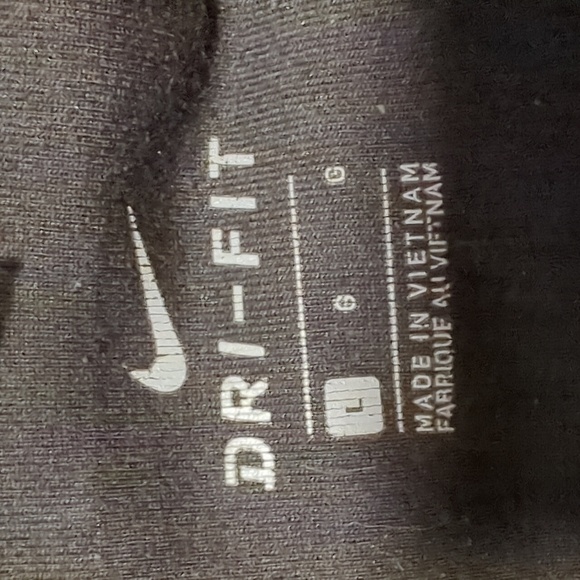 DRI-FIT
L G G
MADE IN VIETNAM
FABRIQUE AU VIETNAM